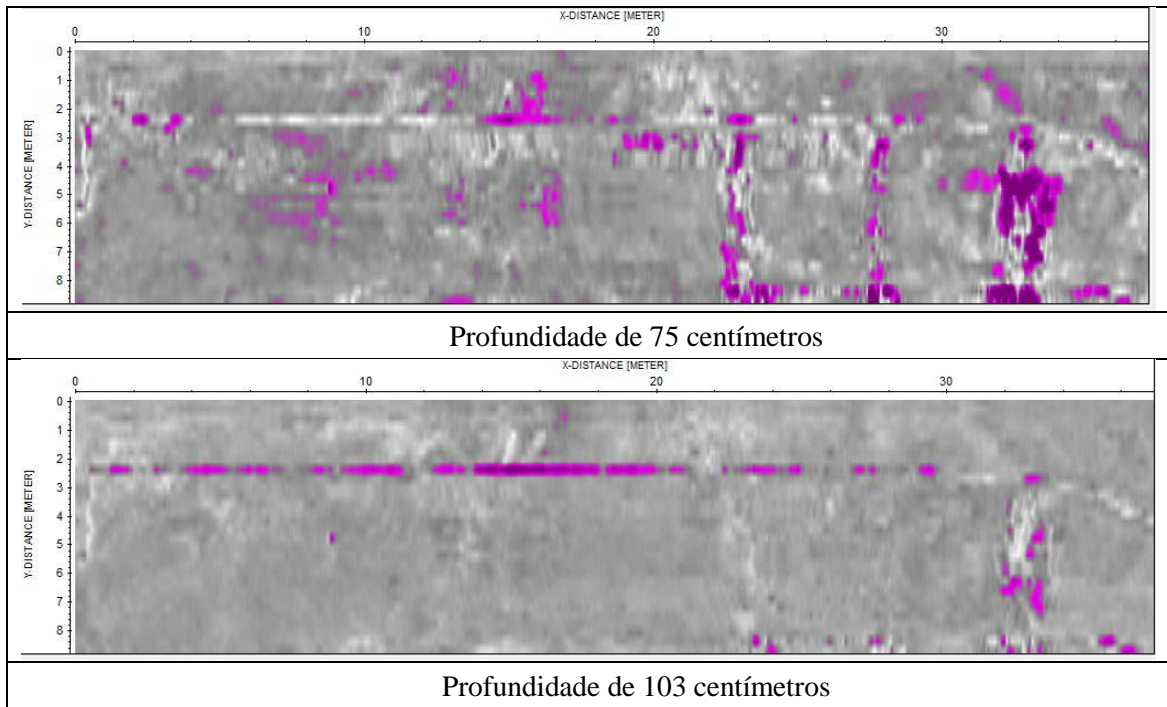 X-DISTANCE [METER]
0 10 20 30
Y-DISTANCE [METER]
0
1
2
3
4
5
6
7
8
Profundidade de 75 centímetros
X-DISTANCE [METER]
0 10 20 30
Y-DISTANCE [METER]
0
1
2
3
4
5
6
7
8
Profundidade de 103 centímetros